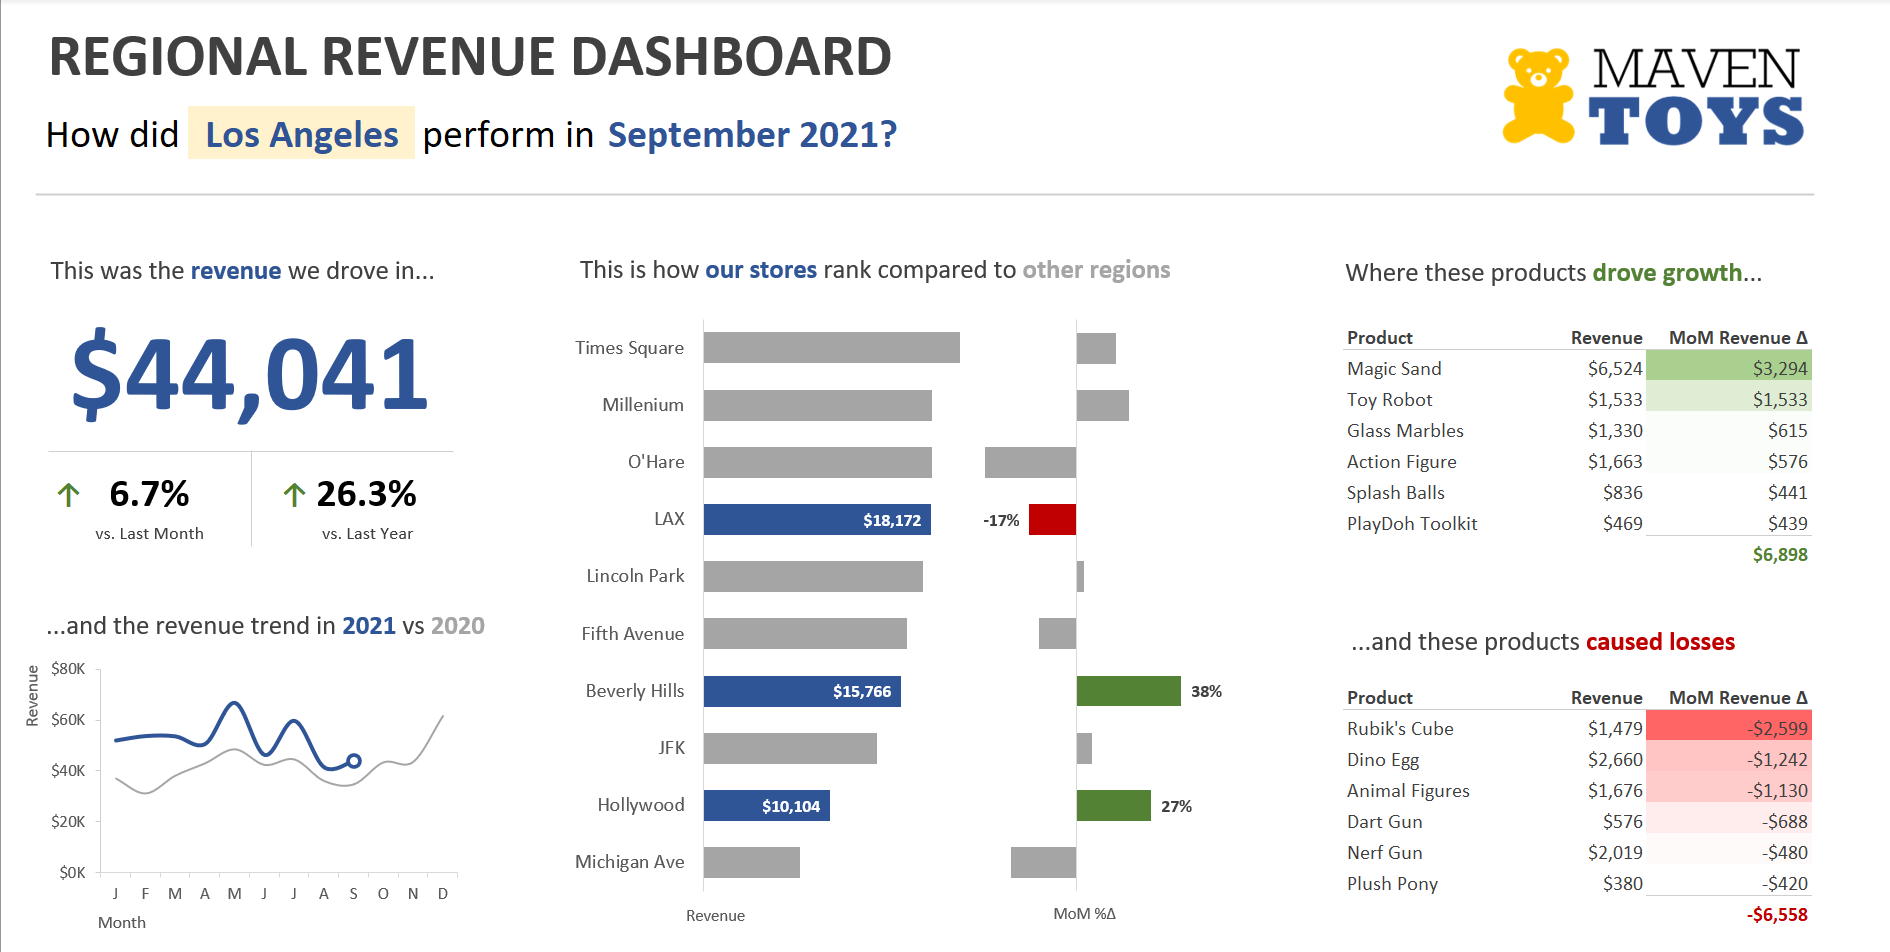 REGIONAL REVENUE DASHBOARD
How did Los Angeles perform in September 2021?
MAVEN
TOYS
This was the revenue we drove in...
$44,041
↑ 6.7%
vs. Last Month
↑ 26.3%
vs. Last Year
...and the revenue trend in 2021 vs 2020
Revenue
$80K
$60K
$40K
$20K
$0K
J F M A M J J A S O N D
Month
This is how our stores rank compared to other regions
Times Square
Millenium
O'Hare
LAX $18,172 -17%
Lincoln Park
Fifth Avenue
Beverly Hills $15,766 38%
JFK
Hollywood $10,104 27%
Michigan Ave
Revenue MoM %Δ
Where these products drove growth...
Product Revenue MoM Revenue Δ
Magic Sand $6,524 $3,294
Toy Robot $1,533 $1,533
Glass Marbles $1,330 $615
Action Figure $1,663 $576
Splash Balls $836 $441
PlayDoh Toolkit $469 $439
$6,898
...and these products caused losses
Product Revenue MoM Revenue Δ
Rubik's Cube $1,479 -$2,599
Dino Egg $2,660 -$1,242
Animal Figures $1,676 -$1,130
Dart Gun $576 -$688
Nerf Gun $2,019 -$480
Plush Pony $380 -$420
-$6,558